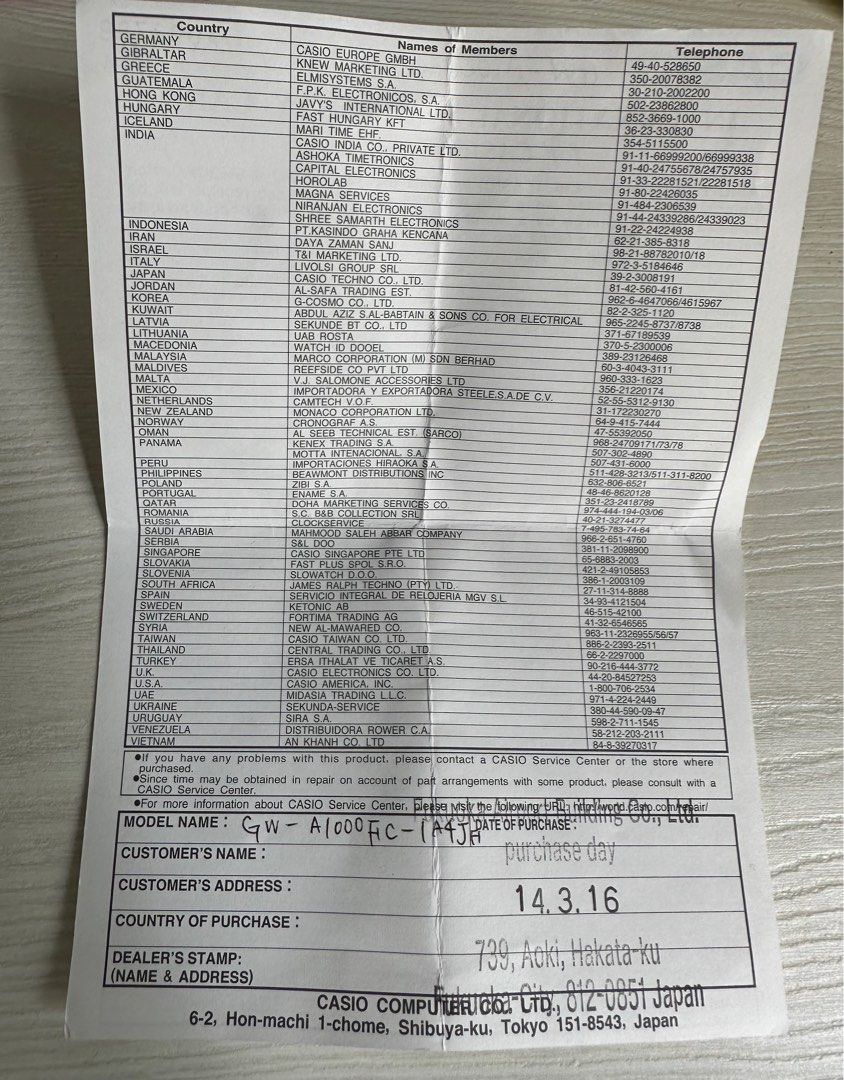 Country Names of Members Telephone
GERMANY CASIO EUROPE GMBH 49-40-528650
GIBRALTAR KNEW MARKETING LTD. 350-20078382
GREECE ELMISYSTEMS S.A. 30-210-2002200
GUATEMALA F.P.K. ELECTRONICOS, S.A. 502-23862800
HONG KONG JAVY'S INTERNATIONAL LTD. 852-3669-1000
HUNGARY FAST HUNGARY KFT 36-23-330830
ICELAND MARI TIME EHF. 354-5115500
INDIA CASIO INDIA CO., PRIVATE LTD. 91-11-66999200/66999338
ASHOKA TIMETRONICS 91-40-24755678/24757935
CAPITAL ELECTRONICS 91-33-22281521/22281518
HOROLAB 91-80-22426035
MAGNA SERVICES 91-484-2306539
NIRANJAN ELECTRONICS 91-44-24339286/24339023
SHREE SAMARTH ELECTRONICS 91-22-24224938
INDONESIA PT.KASINDO GRAHA KENCANA 62-21-385-8318
IRAN DAYA ZAMAN SANJ 98-21-88782010/18
ISRAEL T&I MARKETING LTD. 972-3-5184646
ITALY LIVOLSI GROUP SRL 39-2-3008191
JAPAN CASIO TECHNO CO., LTD. 81-42-560-4161
JORDAN AL-SAFA TRADING EST. 962-6-4647066/4615967
KOREA G-COSMO CO., LTD. 82-2-325-1120
KUWAIT ABDUL AZIZ S.AL-BABTAIN & SONS CO. FOR ELECTRICAL 965-2245-8737/8738
LATVIA SEKUNDE BT CO., LTD 371-67189539
LITHUANIA UAB ROSTA 370-5-2300006
MACEDONIA WATCH ID DOOEL 389-23126468
MALAYSIA MARCO CORPORATION (M) SDN BERHAD 60-3-4043-3111
MALDIVES REEFSIDE CO PVT LTD 960-333-1623
MALTA V.J. SALOMONE ACCESSORIES LTD 356-21220174
MEXICO IMPORTADORA Y EXPORTADORA STEELE,S.A.DE C.V. 52-55-5312-9130
NETHERLANDS CAMTECH V.O.F. 31-172230270
NEW ZEALAND MONACO CORPORATION LTD. 64-9-415-7444
NORWAY CRONOGRAF A.S. 47-55392050
OMAN AL SEEB TECHNICAL EST. (SARCO) 968-24709171/73/78
PANAMA KENEX TRADING S.A. 507-302-4890
MOTTA INTENACIONAL. S.A. 507-431-6000
PERU IMPORTACIONES HIRAOKA S.A. 511-428-3213/511-311-8200
PHILIPPINES BEAWMONT DISTRIBUTIONS INC 632-806-6521
POLAND ZIBI S.A. 48-46-8620128
PORTUGAL ENAME S.A. 351-23-2418789
QATAR DOHA MARKETING SERVICES CO. 974-444-194-03/06
ROMANIA S.C. B&B COLLECTION SRL 40-21-3274477
RUSSIA CLOCKSERVICE 7-495-783-74-64
SAUDI ARABIA MAHMOOD SALEH ABBAR COMPANY 966-2-651-4760
SERBIA S&L DOO 381-11-2098900
SINGAPORE CASIO SINGAPORE PTE LTD 65-6883-2003
SLOVAKIA FAST PLUS SPOL S.R.O. 421-2-49105853
SLOVENIA SLOWATCH D.O.O. 386-1-2003109
SOUTH AFRICA JAMES RALPH TECHNO (PTY) LTD. 27-11-314-8888
SPAIN SERVICIO INTEGRAL DE RELOJERIA MGV S.L. 34-93-4121504
SWEDEN KETONIC AB 46-515-42100
SWITZERLAND FORTIMA TRADING AG 41-32-6546565
SYRIA NEW AL-MAWARED CO. 963-11-2326955/56/57
TAIWAN CASIO TAIWAN CO. LTD. 886-2-2393-2511
THAILAND CENTRAL TRADING CO., LTD. 66-2-2297000
TURKEY ERSA ITHALAT VE TICARET A.S. 90-216-444-3772
U.K. CASIO ELECTRONICS CO. LTD. 44-20-84527253
U.S.A. CASIO AMERICA, INC. 1-800-706-2534
UAE MIDASIA TRADING L.L.C. 971-4-224-2449
UKRAINE SEKUNDA-SERVICE 380-44-590-09-47
URUGUAY SIRA S.A. 598-2-711-1545
VENEZUELA DISTRIBUIDORA ROWER C.A. 58-212-203-2111
VIETNAM AN KHANH CO. LTD 84-8-39270317
●If you have any problems with this product, please contact a CASIO Service Center or the store where
purchased.
●Since time may be obtained in repair on account of part arrangements with some product, please consult with a
CASIO Service Center.
●For more information about CASIO Service Center, please visit the following URL: http://world.casio.com/repair/
Co., Ltd.
MODEL NAME : GW-A1000FC-1A4JF DATE OF PURCHASE :
CUSTOMER'S NAME : purchase day
CUSTOMER'S ADDRESS : 14.3.16
COUNTRY OF PURCHASE :
DEALER'S STAMP: 739, Aoki, Hakata-ku
(NAME & ADDRESS)
Fukuoka-City, 812-0851 Japan
CASIO COMPUTER CO., LTD.
6-2, Hon-machi 1-chome, Shibuya-ku, Tokyo 151-8543, Japan